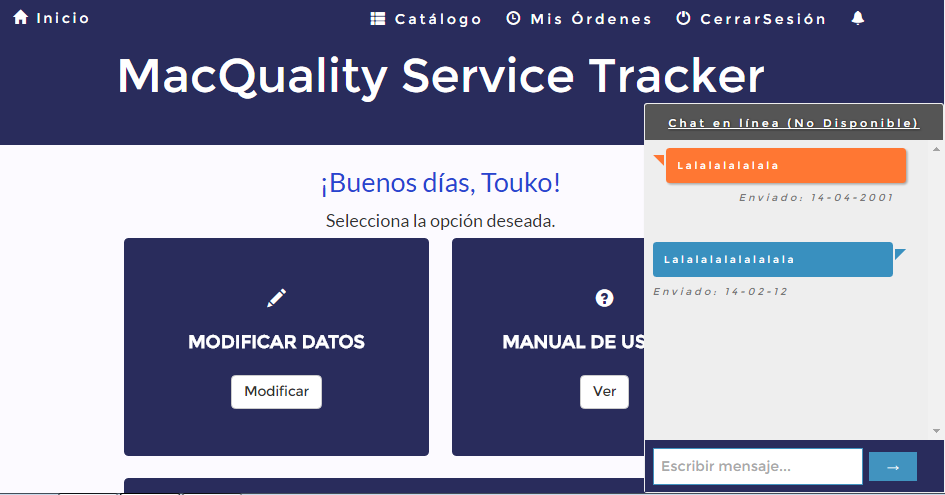 Inicio
Catálogo
Mis Órdenes
CerrarSesión
MacQuality Service Tracker
Chat en línea (No Disponible)
Lalalalalalala
Enviado: 14-04-2001
Lalalalalalalalala
Enviado: 14-02-12
Escribir mensaje...
→
¡Buenos días, Touko!
Selecciona la opción deseada.
MODIFICAR DATOS
Modificar
MANUAL DE US
Ver